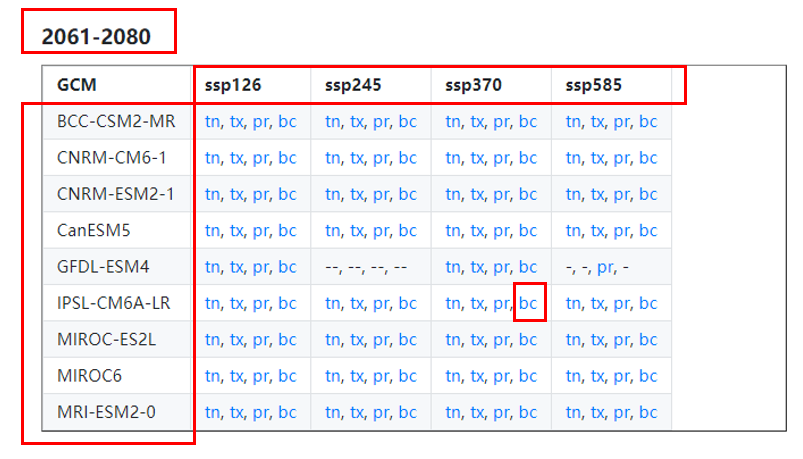 2061-2080
GCM ssp126 ssp245 ssp370 ssp585
BCC-CSM2-MR tn, tx, pr, bc tn, tx, pr, bc tn, tx, pr, bc tn, tx, pr, bc
CNRM-CM6-1 tn, tx, pr, bc tn, tx, pr, bc tn, tx, pr, bc tn, tx, pr, bc
CNRM-ESM2-1 tn, tx, pr, bc tn, tx, pr, bc tn, tx, pr, bc tn, tx, pr, bc
CanESM5 tn, tx, pr, bc tn, tx, pr, bc tn, tx, pr, bc tn, tx, pr, bc
GFDL-ESM4 tn, tx, pr, bc --, --, --, -- tn, tx, pr, bc -, -, pr, -
IPSL-CM6A-LR tn, tx, pr, bc tn, tx, pr, bc tn, tx, pr, bc tn, tx, pr, bc
MIROC-ES2L tn, tx, pr, bc tn, tx, pr, bc tn, tx, pr, bc tn, tx, pr, bc
MIROC6 tn, tx, pr, bc tn, tx, pr, bc tn, tx, pr, bc tn, tx, pr, bc
MRI-ESM2-0 tn, tx, pr, bc tn, tx, pr, bc tn, tx, pr, bc tn, tx, pr, bc